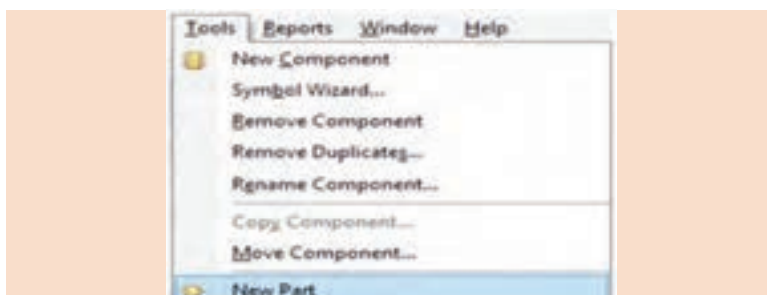 Tools Reports Window Help
New Component
Symbol Wizard...
Remove Component
Remove Duplicates...
Rename Component...
Copy Component...
Move Component...
New Part